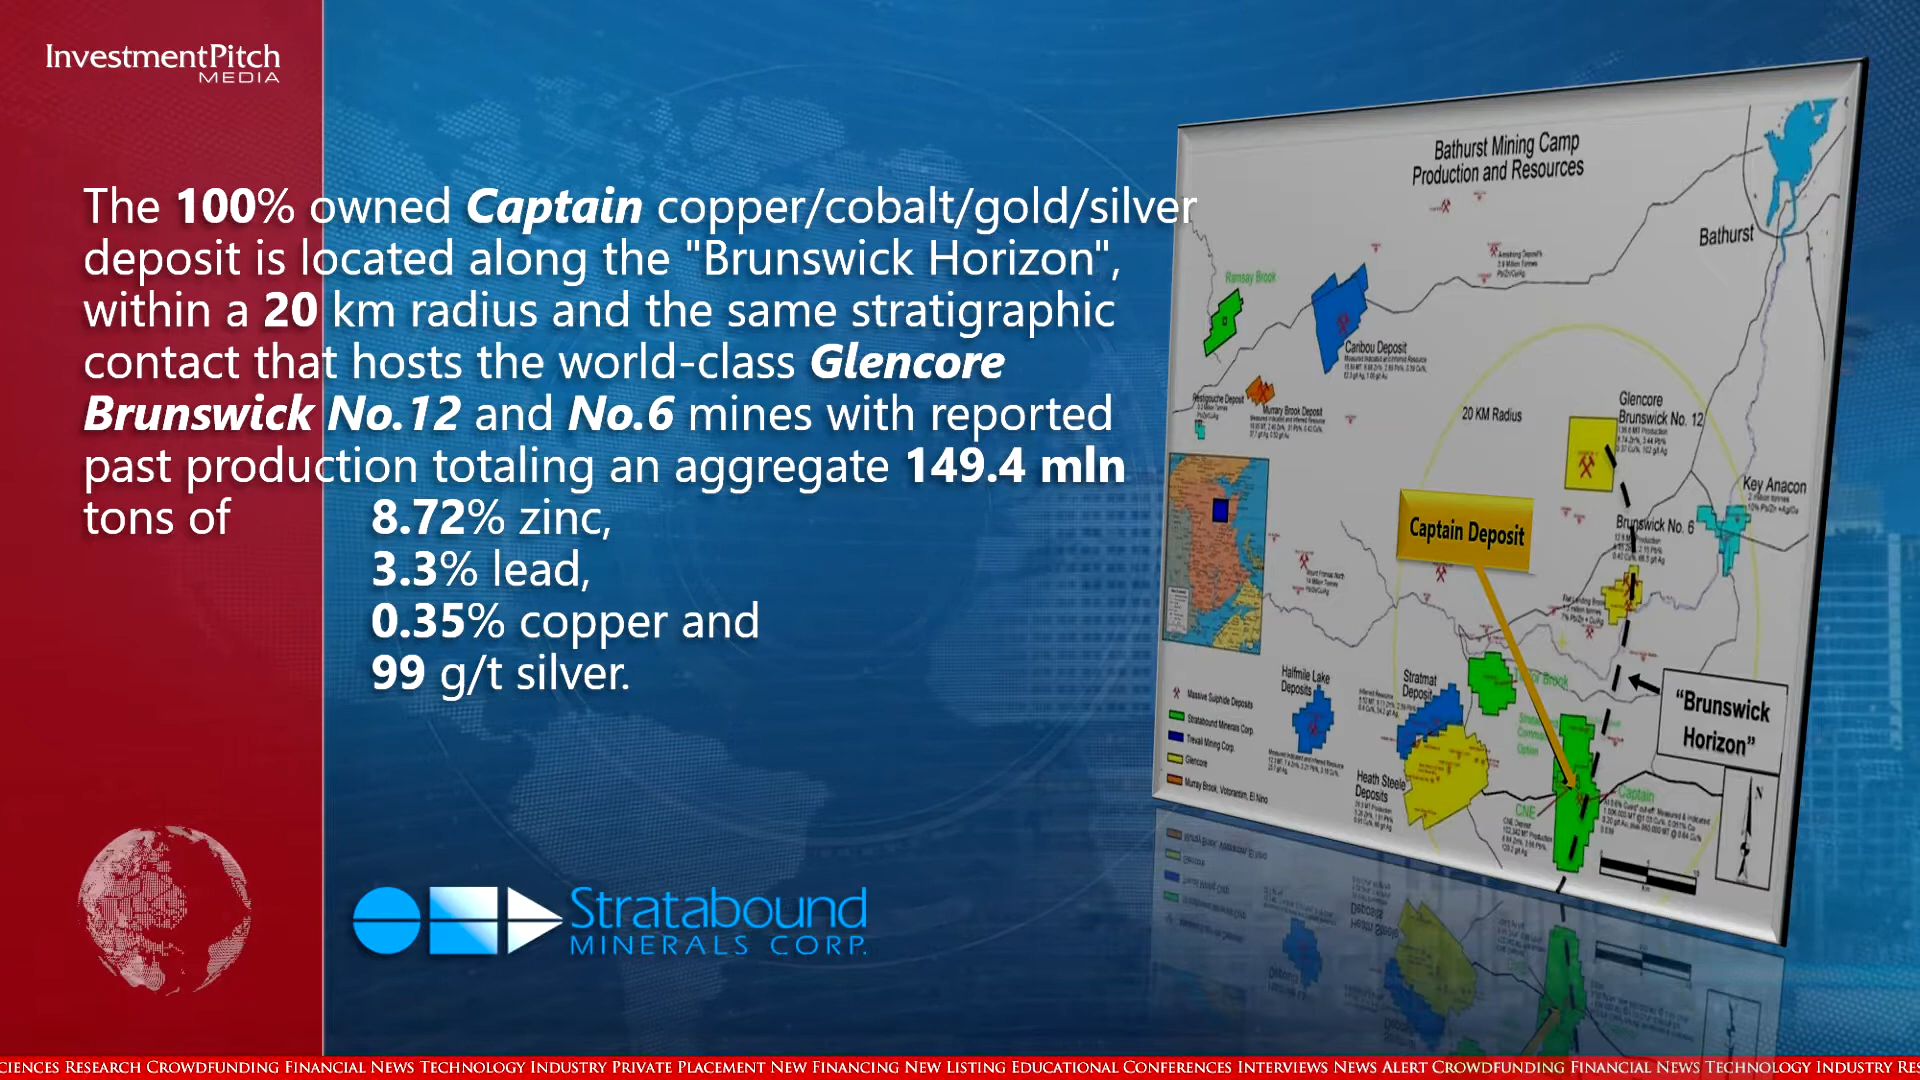 InvestmentPitch
MEDIA
The 100% owned Captain copper/cobalt/gold/silver
deposit is located along the "Brunswick Horizon",
within a 20 km radius and the same stratigraphic
contact that hosts the world-class Glencore
Brunswick No.12 and No.6 mines with reported
past production totaling an aggregate 149.4 mln
tons of 8.72% zinc,
3.3% lead,
0.35% copper and
99 g/t silver.
Stratabound
MINERALS CORP.
Bathurst Mining Camp
Production and Resources
Bathurst
Ramsay Brook
Caribou Deposit
Murray Brook Deposit
20 KM Radius
Glencore
Brunswick No. 12
Key Anacon
Brunswick No. 6
Captain Deposit
Halfmile Lake
Deposits
Stratmat
Deposit
Heath Steele
Deposits
"Brunswick
Horizon"
CNE
Captain
Massive Sulphide Deposits
Stratabound Minerals Corp.
Trevali Mining Corp.
Glencore
Murray Brook, Votorantim, El Nino
N
CIENCES RESEARCH CROWDFUNDING FINANCIAL NEWS TECHNOLOGY INDUSTRY PRIVATE PLACEMENT NEW FINANCING NEW LISTING EDUCATIONAL CONFERENCES INTERVIEWS NEWS ALERT CROWDFUNDING FINANCIAL NEWS TECHNOLOGY INDUSTRY RES